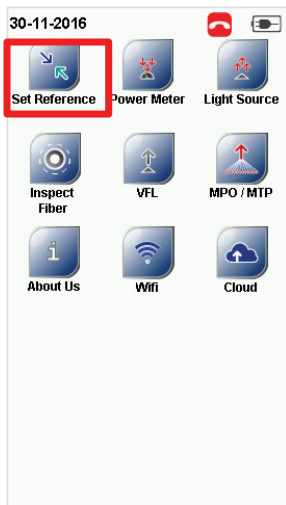 30-11-2016
Set Reference Power Meter Light Source
Inspect Fiber VFL MPO / MTP
i
About Us Wifi Cloud